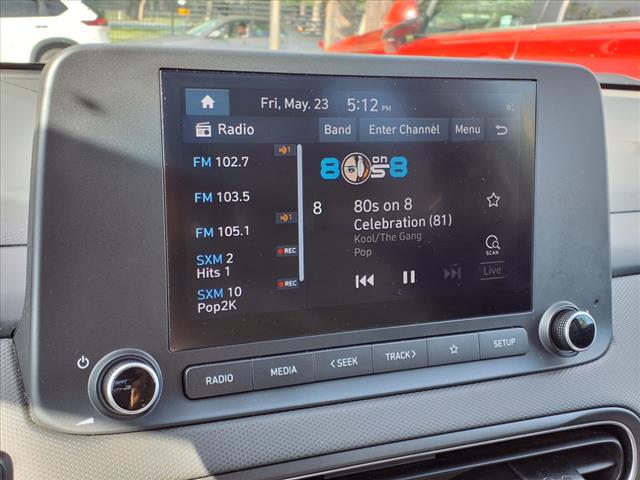 Fri, May. 23 5:12 PM
Radio Band Enter Channel Menu
FM 102.7
FM 103.5
FM 105.1
SXM 2
REC
Hits 1
SXM 10
REC
Pop2K
80s on 8
8
80s on 8
Celebration (81)
Kool/The Gang
Pop
SCAN
Live
RADIO MEDIA < SEEK TRACK > SETUP